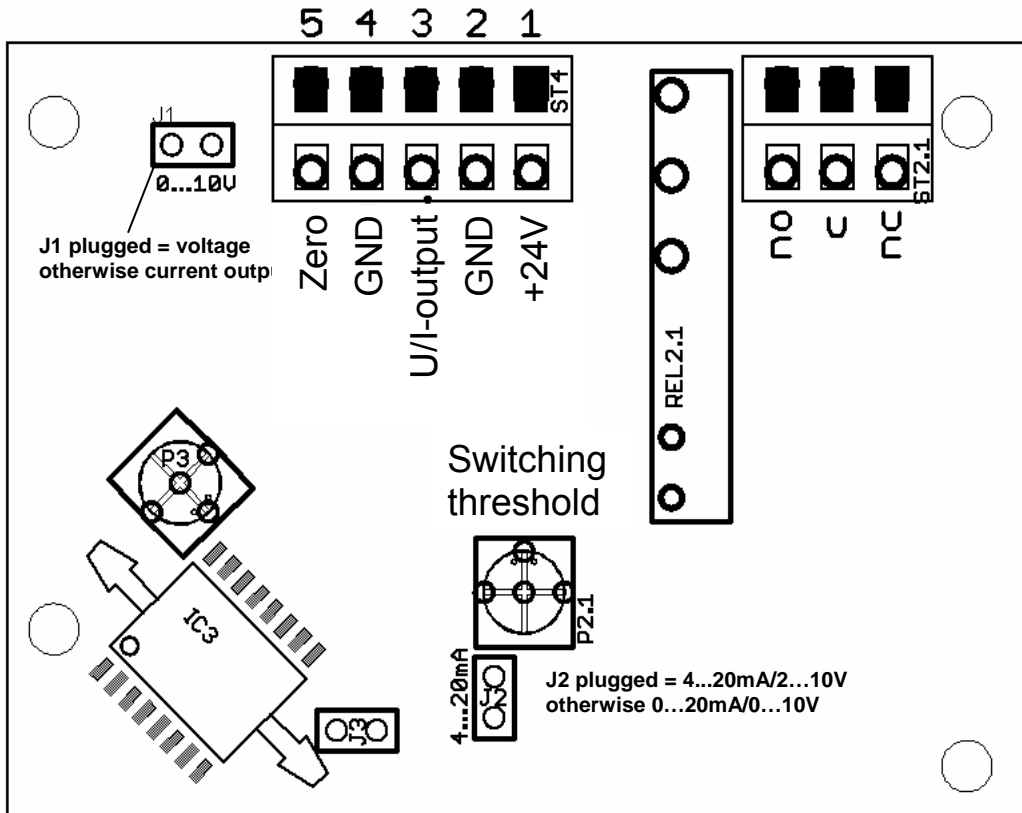 5 4 3 2 1
ST4
J1
0...10V
J1 plugged = voltage
otherwise current outp
Zero
GND
U/I-output
GND
+24V
ST2.1
no
c
nc
REL2.1
P3
Switching
threshold
IC3
P2.1
4...20mA
J2
J2 plugged = 4...20mA/2…10V
otherwise 0…20mA/0…10V
J3